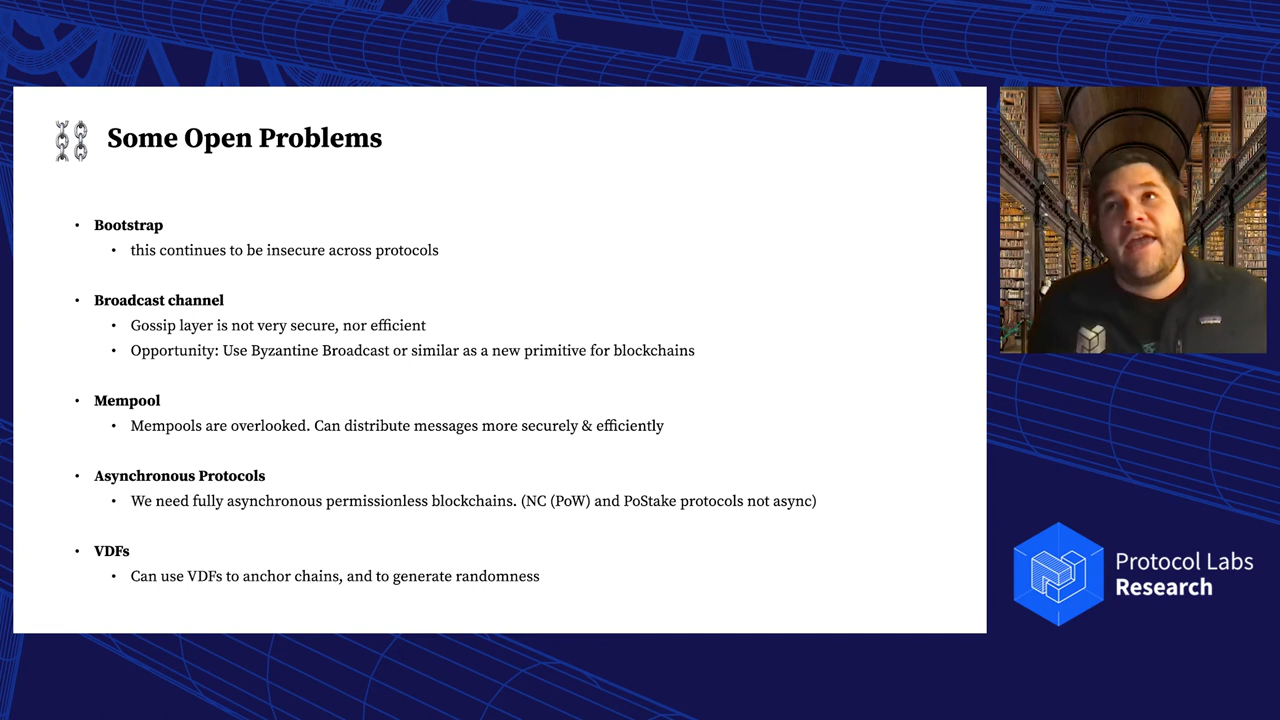 Some Open Problems
• Bootstrap
• this continues to be insecure across protocols
• Broadcast channel
• Gossip layer is not very secure, nor efficient
• Opportunity: Use Byzantine Broadcast or similar as a new primitive for blockchains
• Mempool
• Mempools are overlooked. Can distribute messages more securely & efficiently
• Asynchronous Protocols
• We need fully asynchronous permissionless blockchains. (NC (PoW) and PoStake protocols not async)
• VDFs
• Can use VDFs to anchor chains, and to generate randomness
Protocol Labs
Research